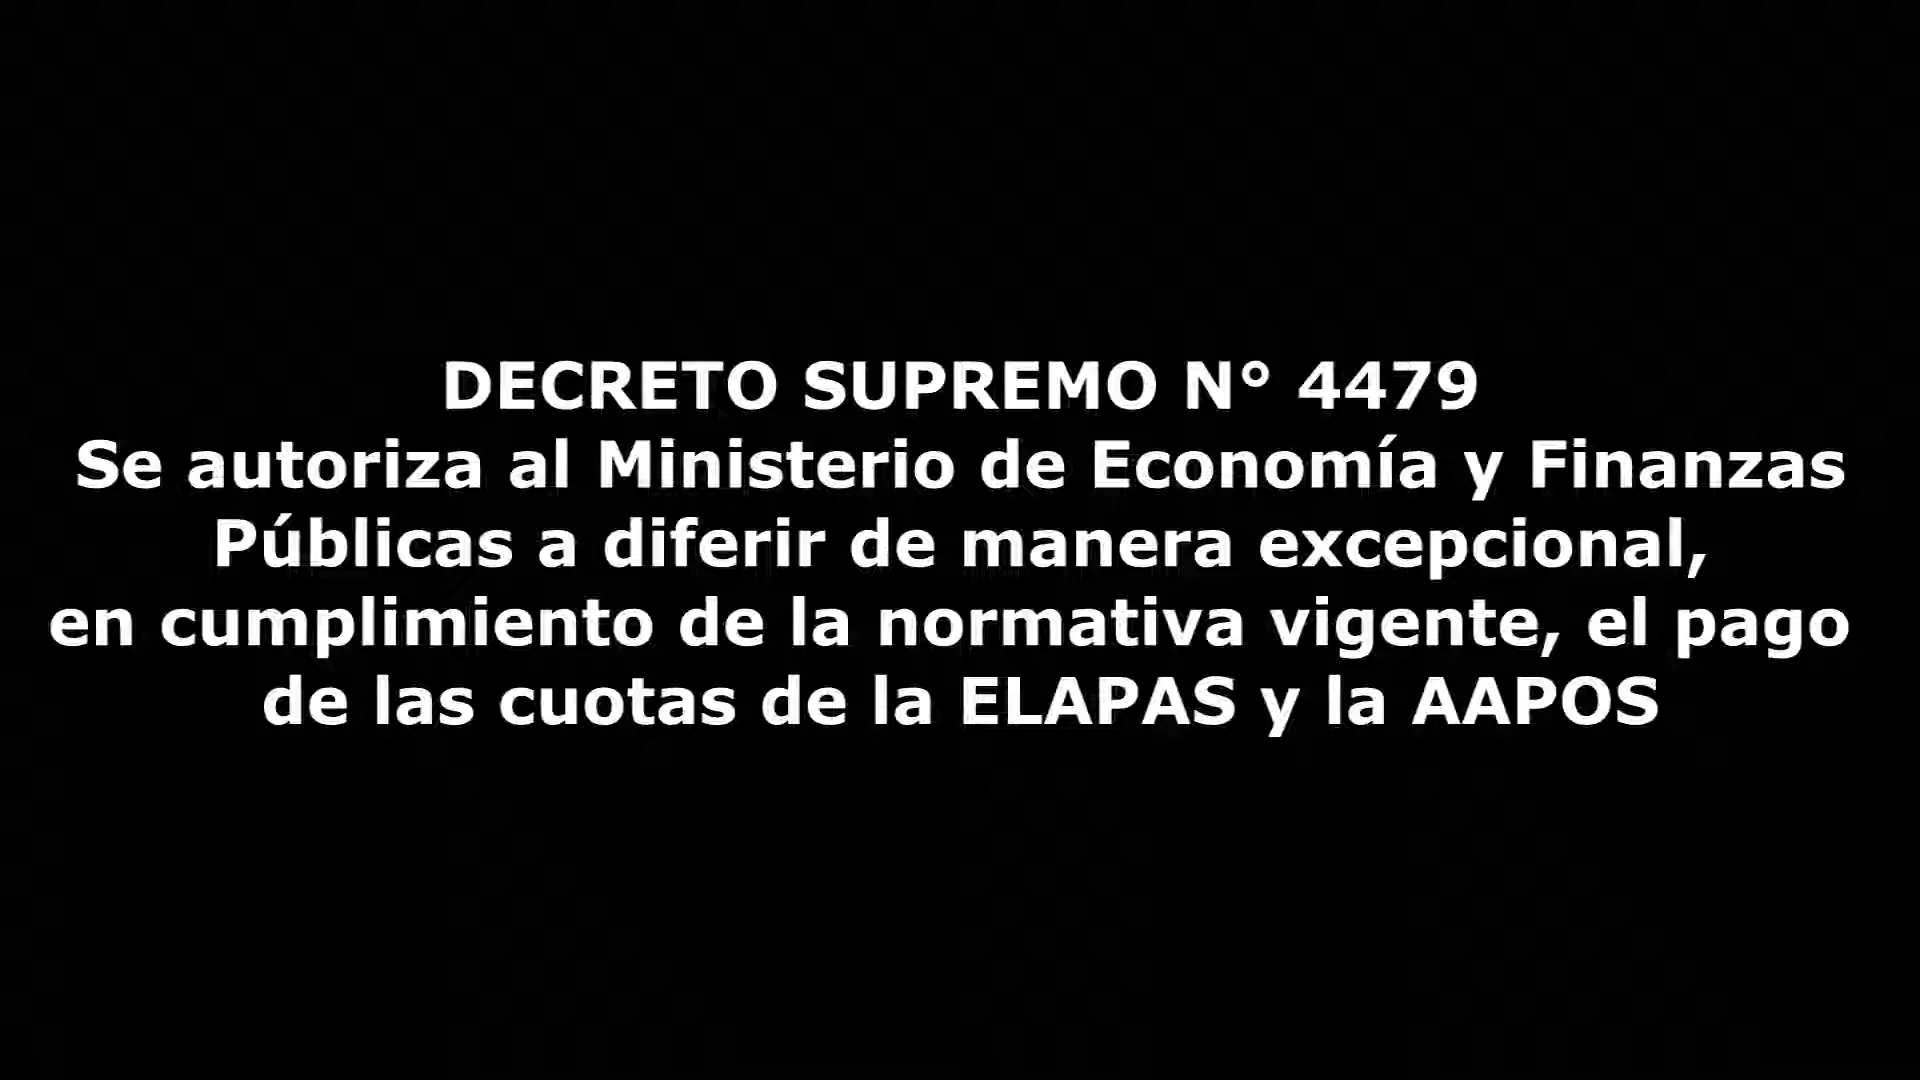 DECRETO SUPREMO N° 4479
Se autoriza al Ministerio de Economía y Finanzas
Públicas a diferir de manera excepcional,
en cumplimiento de la normativa vigente, el pago
de las cuotas de la ELAPAS y la AAPOS